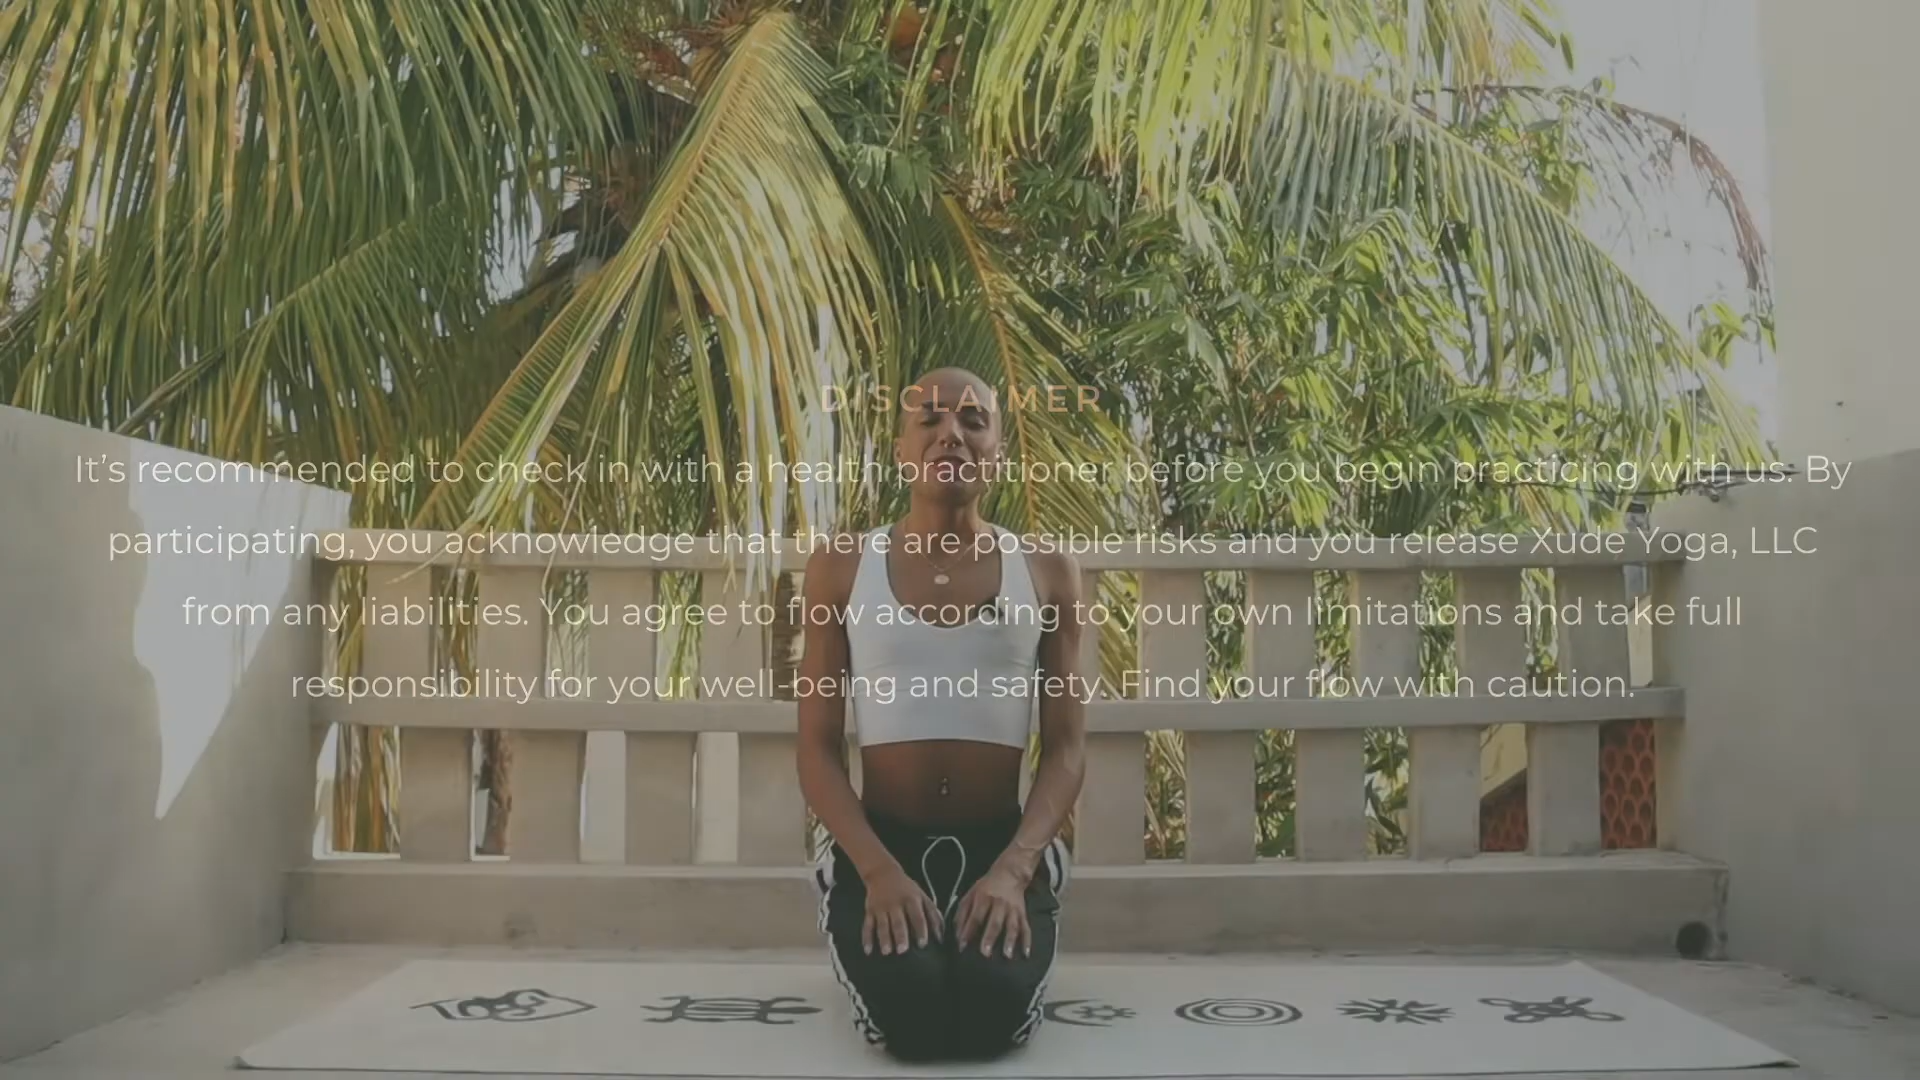 DISCLAIMER
It's recommended to check in with a health practitioner before you begin practicing with us. By
participating, you acknowledge that there are possible risks and you release Xude Yoga, LLC
from any liabilities. You agree to flow according to your own limitations and take full
responsibility for your well-being and safety. Find your flow with caution.